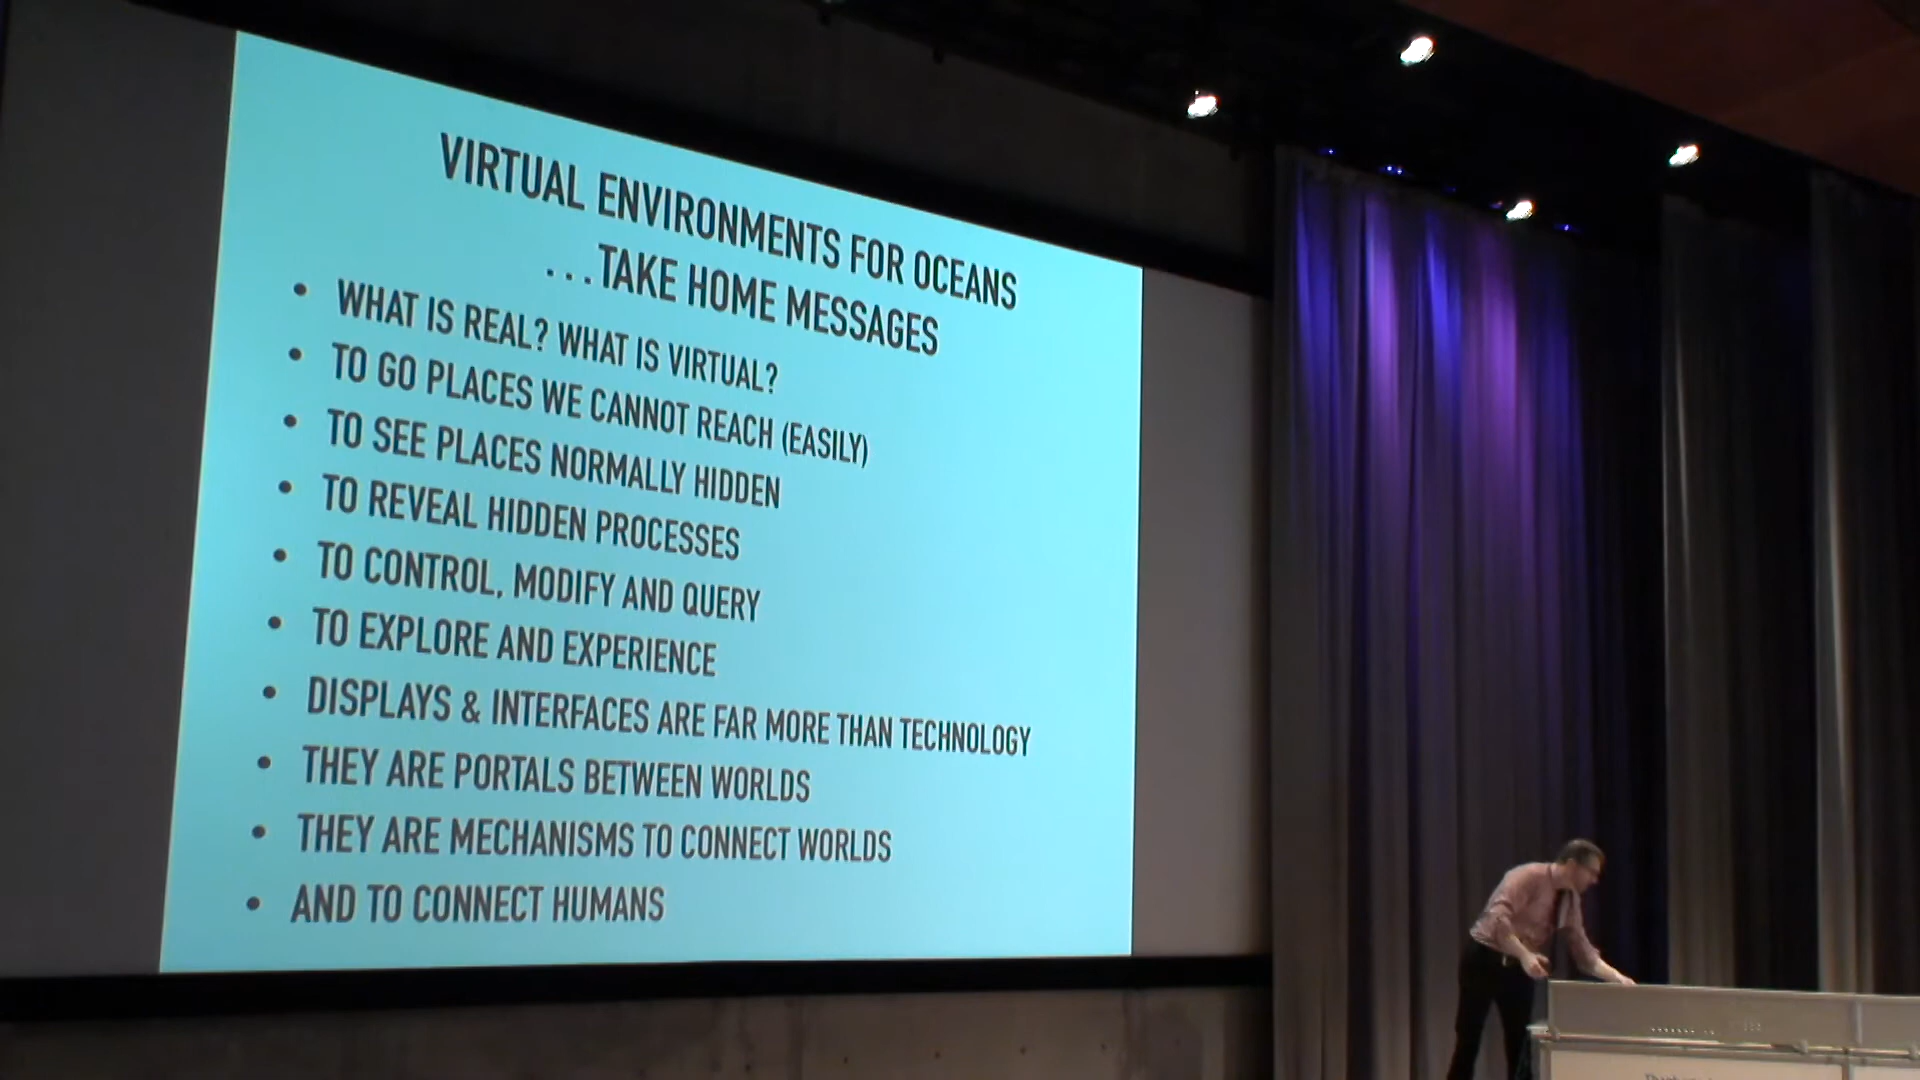 VIRTUAL ENVIRONMENTS FOR OCEANS
...TAKE HOME MESSAGES
• WHAT IS REAL? WHAT IS VIRTUAL?
• TO GO PLACES WE CANNOT REACH (EASILY)
• TO SEE PLACES NORMALLY HIDDEN
• TO REVEAL HIDDEN PROCESSES
• TO CONTROL, MODIFY AND QUERY
• TO EXPLORE AND EXPERIENCE
• DISPLAYS & INTERFACES ARE FAR MORE THAN TECHNOLOGY
• THEY ARE PORTALS BETWEEN WORLDS
• THEY ARE MECHANISMS TO CONNECT WORLDS
• AND TO CONNECT HUMANS